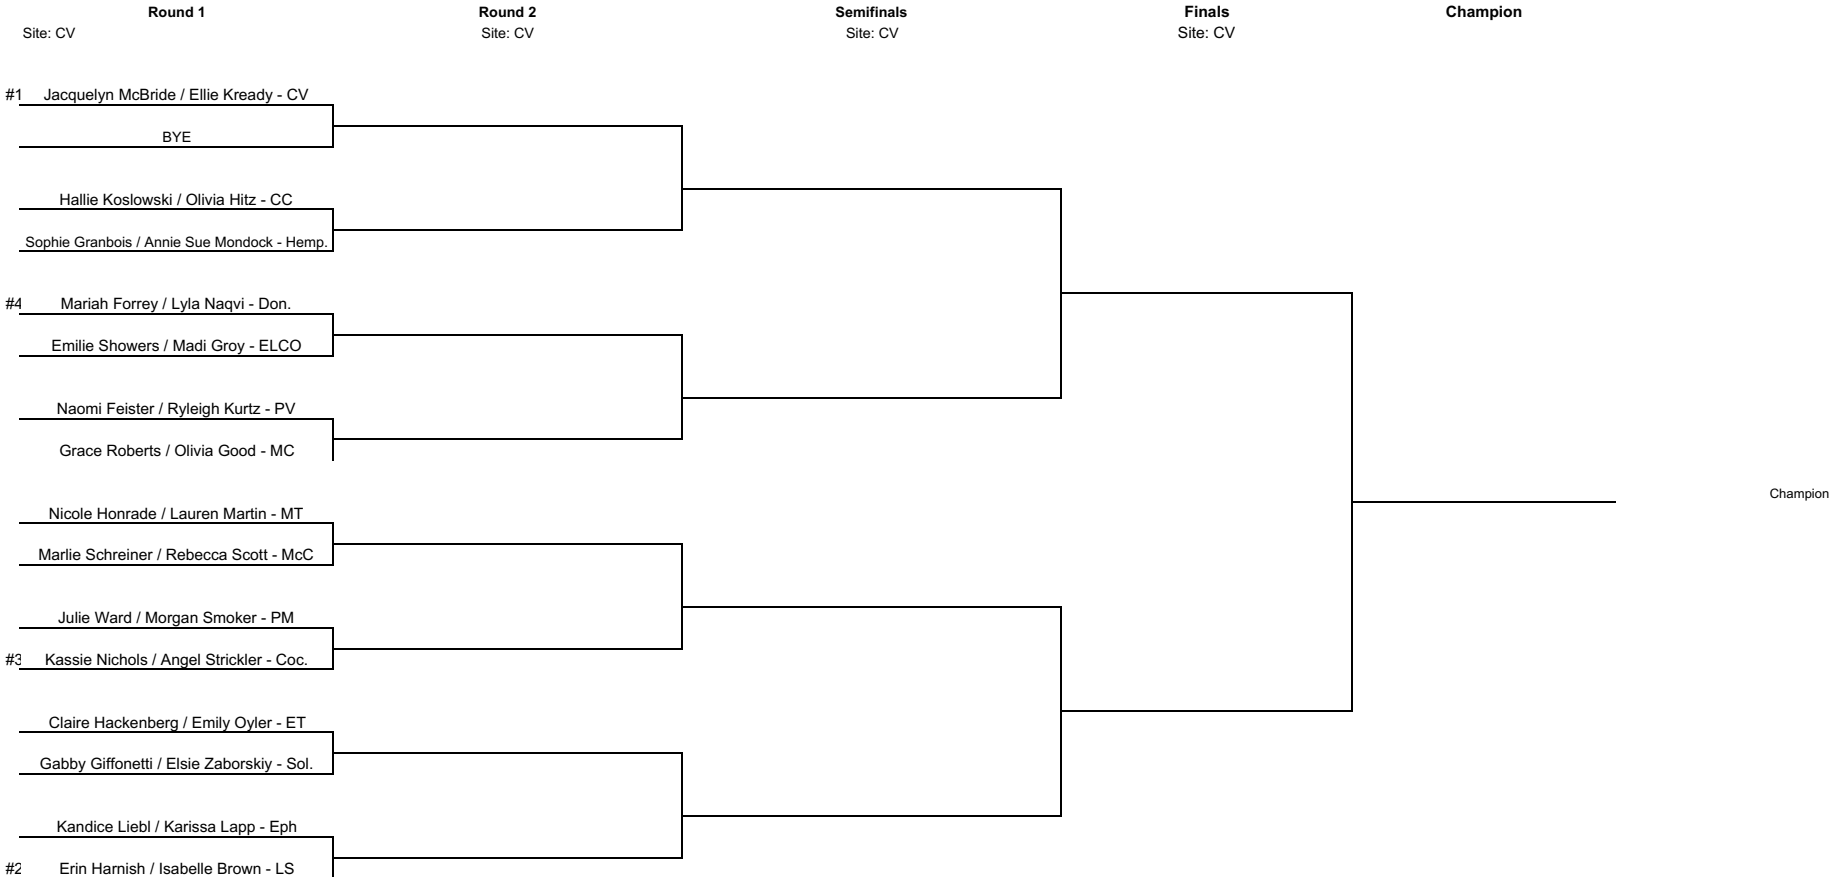 Round 1 Round 2 Semifinals Finals Champion
Site: CV Site: CV Site: CV Site: CV
#1 Jacquelyn McBride / Ellie Kready - CV
BYE
Hallie Koslowski / Olivia Hitz - CC
Sophie Granbois / Annie Sue Mondock - Hemp.
#4 Mariah Forrey / Lyla Naqvi - Don.
Emilie Showers / Madi Groy - ELCO
Naomi Feister / Ryleigh Kurtz - PV
Grace Roberts / Olivia Good - MC
Champion
Nicole Honrade / Lauren Martin - MT
Marlie Schreiner / Rebecca Scott - McC
Julie Ward / Morgan Smoker - PM
#3 Kassie Nichols / Angel Strickler - Coc.
Claire Hackenberg / Emily Oyler - ET
Gabby Giffonetti / Elsie Zaborskiy - Sol.
Kandice Liebl / Karissa Lapp - Eph
#2 Erin Harnish / Isabelle Brown - LS